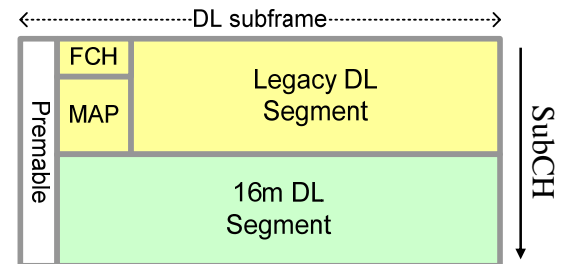 DL subframe
Premable
FCH
MAP
Legacy DL
Segment
16m DL
Segment
SubCH